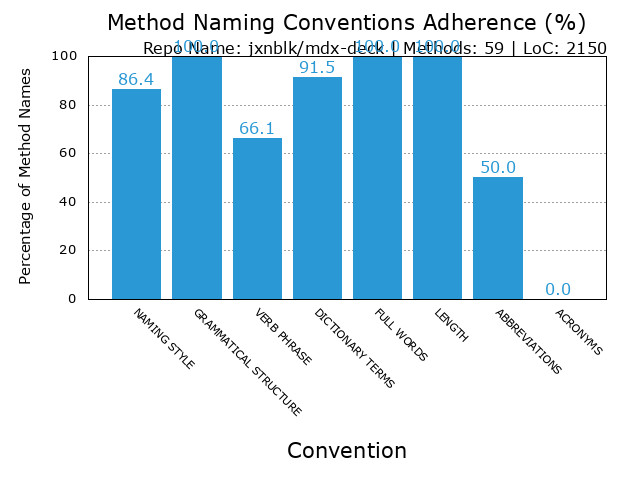 Method Naming Conventions Adherence (%)
Repo Name: jxnblk/mdx-deck | Methods: 59 | LoC: 2150
100.0 100.0 100.0
100
91.5
86.4
80
66.1
60
50.0
40
20
0
0.0
Percentage of Method Names
NAMING STYLE
GRAMMATICAL STRUCTURE
VERB PHRASE
DICTIONARY TERMS
FULL WORDS
LENGTH
ABBREVIATIONS
ACRONYMS
Convention